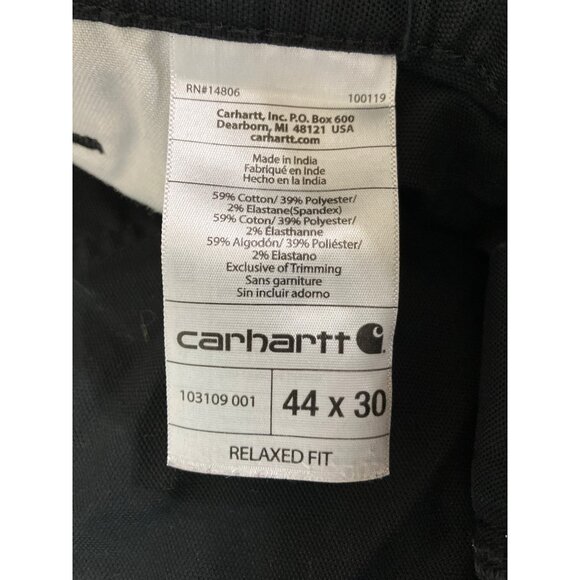 RN#14806 100119
Carhartt, Inc. P.O. Box 600
Dearborn, MI 48121 USA
carhartt.com
Made in India
Fabriqué en Inde
Hecho en la India
59% Cotton/ 39% Polyester/
2% Elastane(Spandex)
59% Coton/ 39% Polyester/
2% Élasthanne
59% Algodón/ 39% Poliéster/
2% Elastano
Exclusive of Trimming
Sans garniture
Sin incluir adorno
carhartt
103109 001 44 x 30
RELAXED FIT